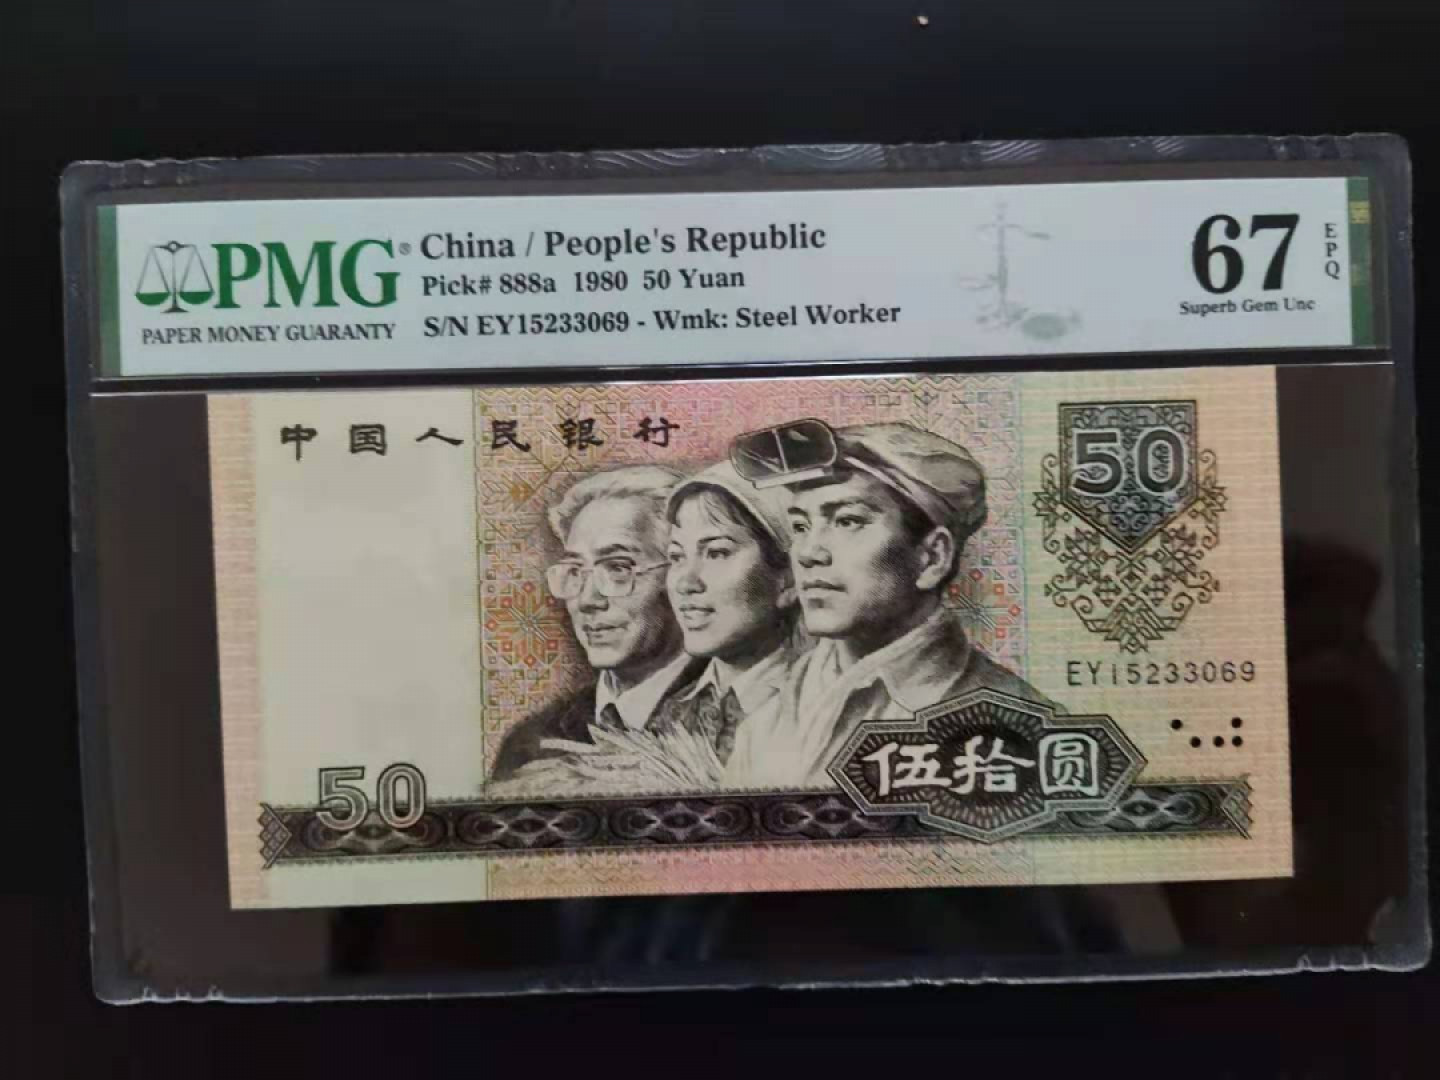 PMG®
PAPER MONEY GUARANTY
China / People's Republic
Pick# 888a 1980 50 Yuan
S/N EY15233069 - Wmk: Steel Worker
67
EPQ
Superb Gem Unc
中国人民银行
50
EY15233069
伍拾圆
50